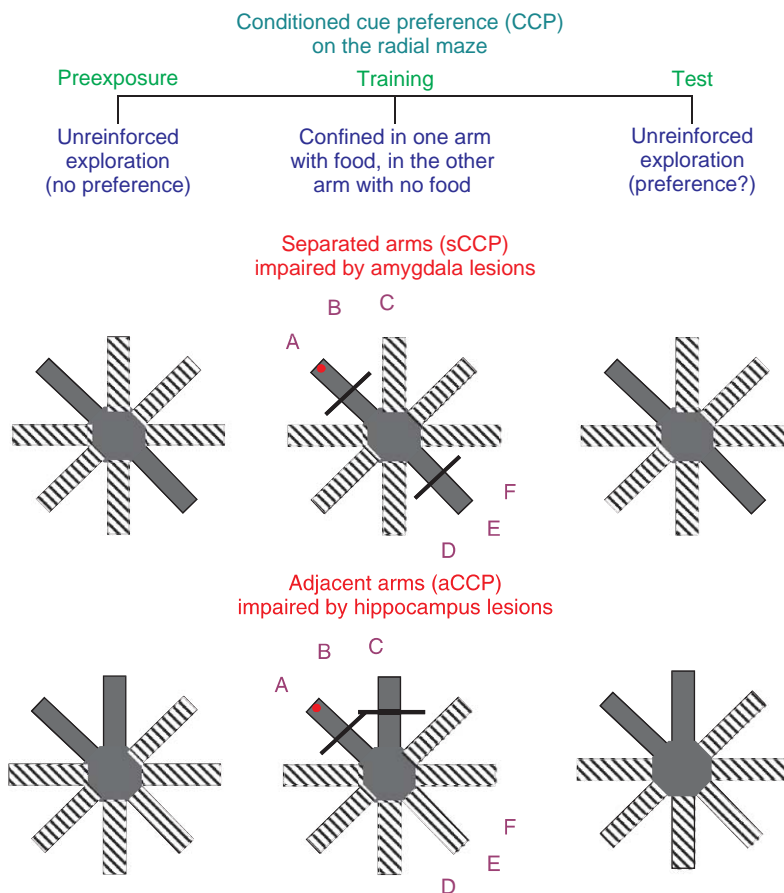 Conditioned cue preference (CCP)
on the radial maze
Preexposure
Training
Test
Unreinforced
exploration
(no preference)
Confined in one arm
with food, in the other
arm with no food
Unreinforced
exploration
(preference?)
Separated arms (sCCP)
impaired by amygdala lesions
A
B
C
F
E
D
Adjacent arms (aCCP)
impaired by hippocampus lesions
A
B
C
F
E
D